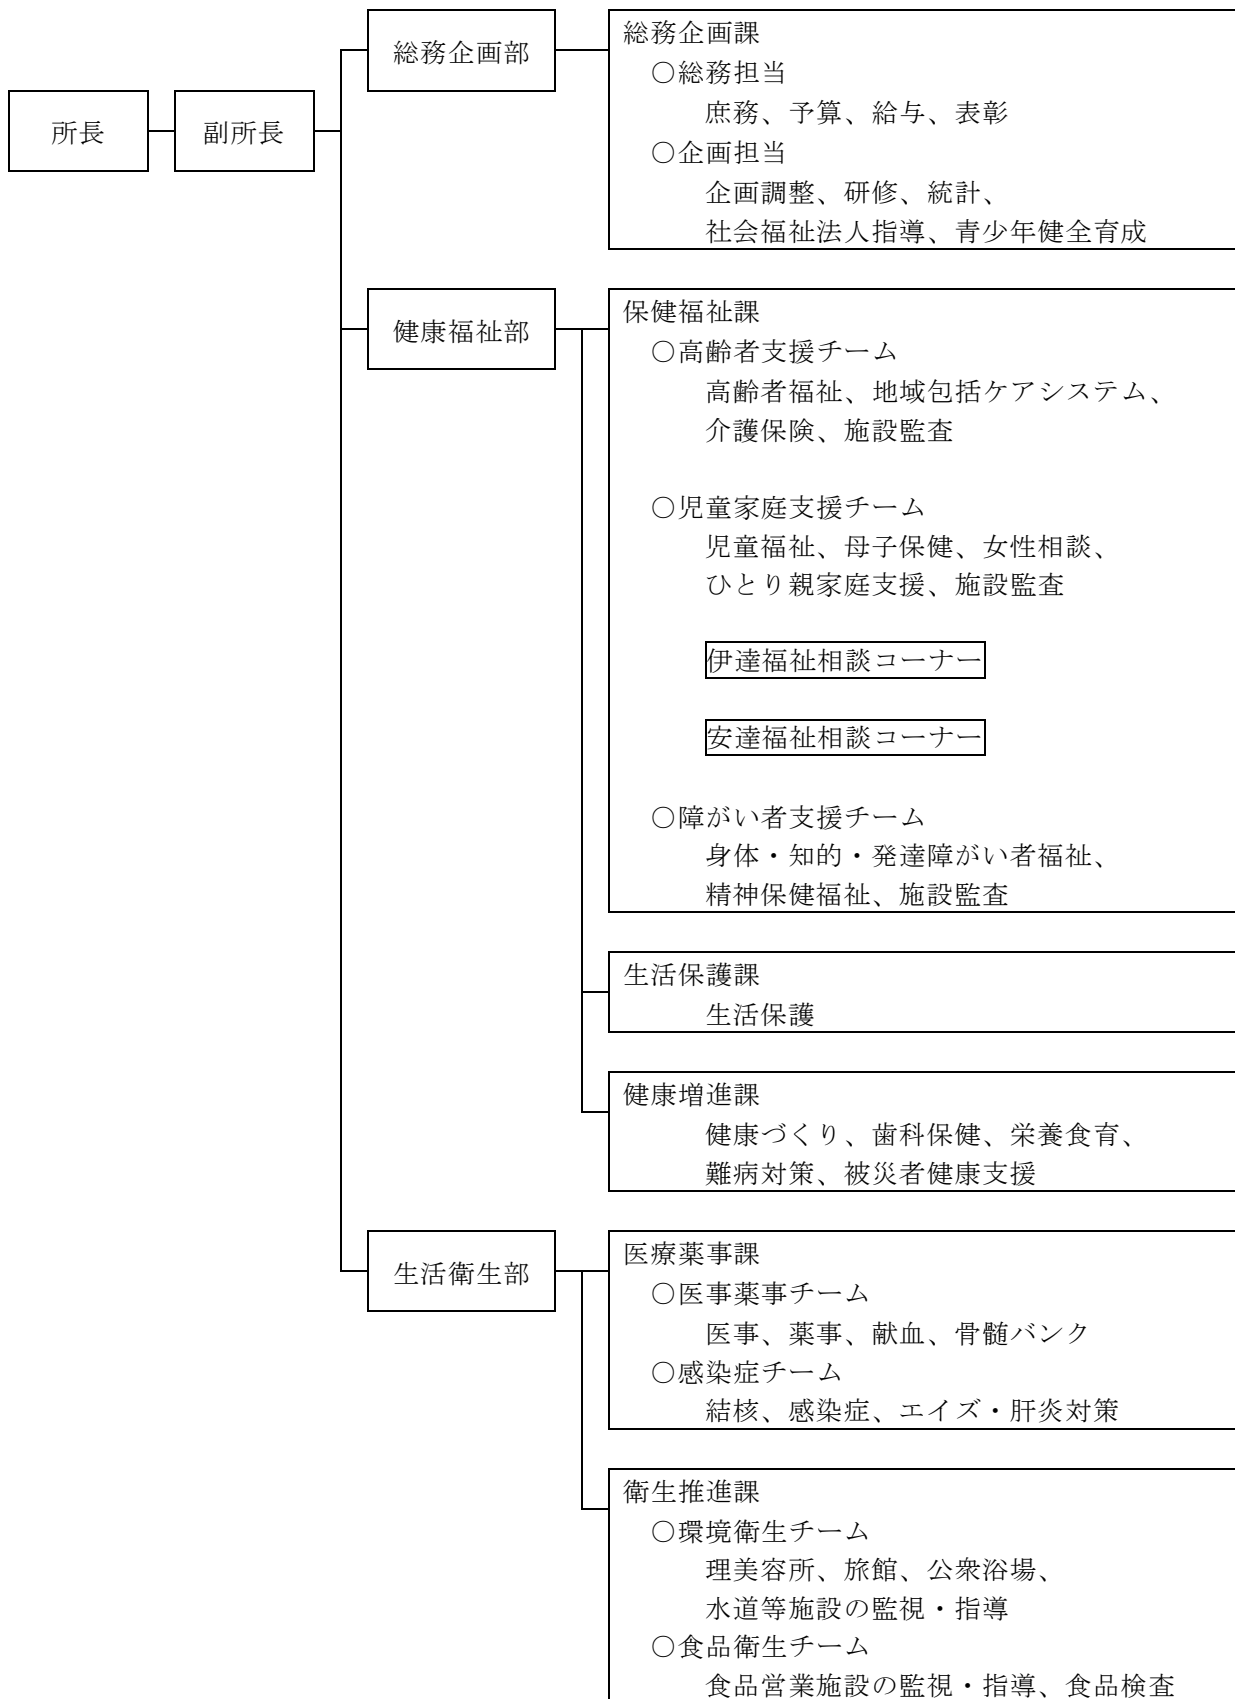 所長
副所長
総務企画部
総務企画課
○総務担当
庶務、予算、給与、表彰
○企画担当
企画調整、研修、統計、
社会福祉法人指導、青少年健全育成
健康福祉部
保健福祉課
○高齢者支援チーム
高齢者福祉、地域包括ケアシステム、
介護保険、施設監査
○児童家庭支援チーム
児童福祉、母子保健、女性相談、
ひとり親家庭支援、施設監査
伊達福祉相談コーナー
安達福祉相談コーナー
○障がい者支援チーム
身体・知的・発達障がい者福祉、
精神保健福祉、施設監査
生活保護課
生活保護
健康増進課
健康づくり、歯科保健、栄養食育、
難病対策、被災者健康支援
生活衛生部
医療薬事課
○医事薬事チーム
医事、薬事、献血、骨髄バンク
○感染症チーム
結核、感染症、エイズ・肝炎対策
衛生推進課
○環境衛生チーム
理美容所、旅館、公衆浴場、
水道等施設の監視・指導
○食品衛生チーム
食品営業施設の監視・指導、食品検査